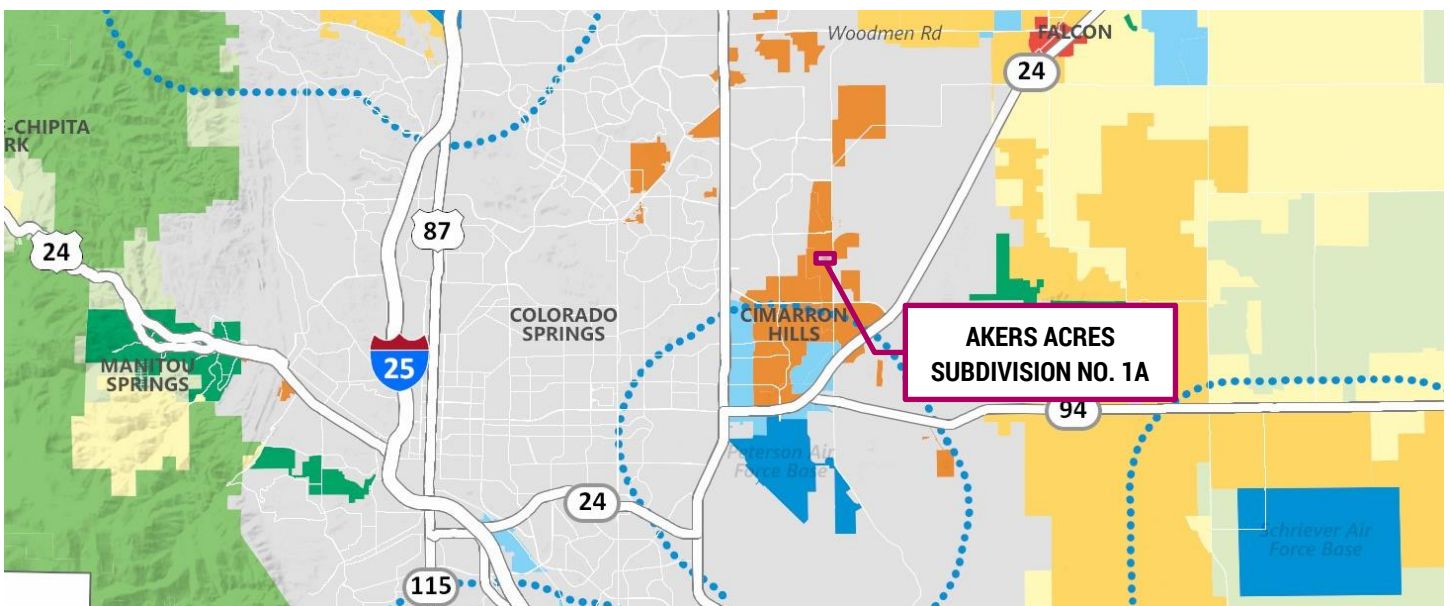 Woodmen Rd
FALCON
24
-CHIPITA
RK
87
24
COLORADO
SPRINGS
CIMARRON
HILLS
AKERS ACRES
SUBDIVISION NO. 1A
25
MANITOU
SPRINGS
94
Peterson Air
Force Base
24
Schriever Air
Force Base
115